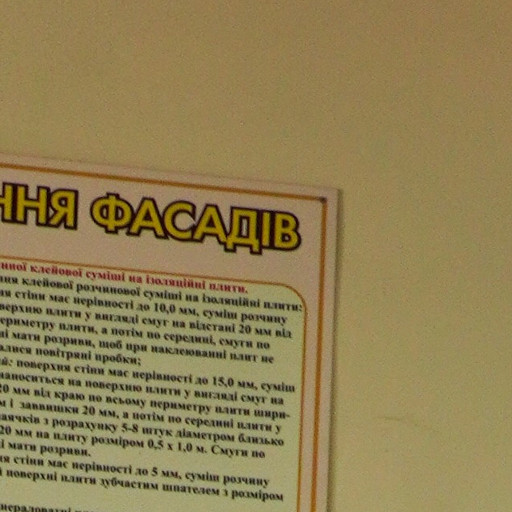 ННЯ ФАСАДІВ
клейової суміші на ізоляційні плити.
клейової розчинової суміші на ізоляційні плити:
стіни має нерівності до 10,0 мм, суміш розчину
плити у вигляді смуг на відстані 20 мм від
периметру плити, а потім по середині, смуги по
мати розриви, щоб при наклеюванні плит не
повітряні пробки;
поверхня стіни має нерівності до 15,0 мм, суміш
наноситься на поверхню плити у вигляді смуг на
20 мм від краю по всьому периметру плити шири-
м і заввишки 20 мм, а потім по середині плити у
маячків з розрахунку 5-8 штук діаметром близько
20 мм на плиту розміром 0,5 х 1,0 м. Смуги по
мати розриви.
стіни має нерівності до 5 мм, суміш розчину
поверхні плити зубчастим шпателем з розміром